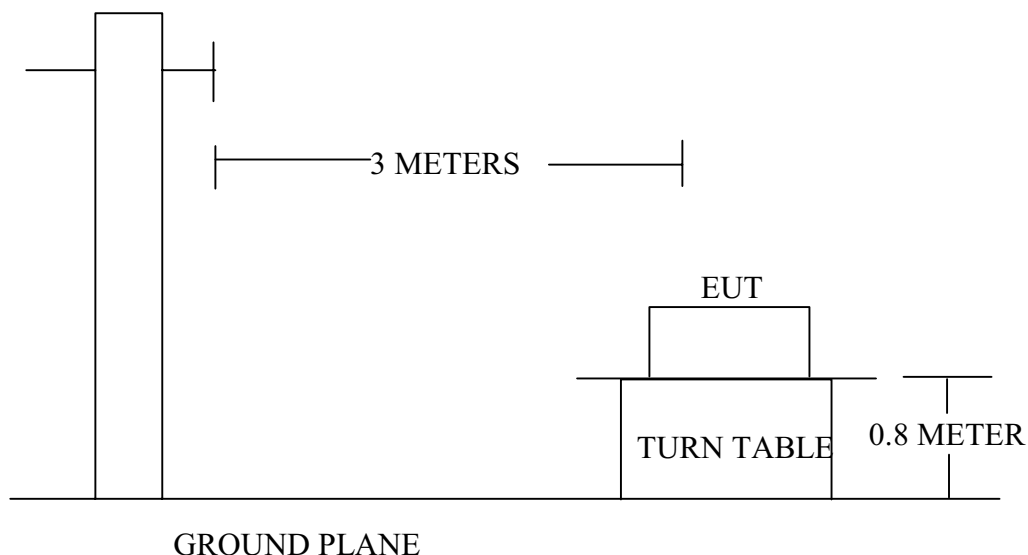 3 METERS
EUT
TURN TABLE
0.8 METER
GROUND PLANE